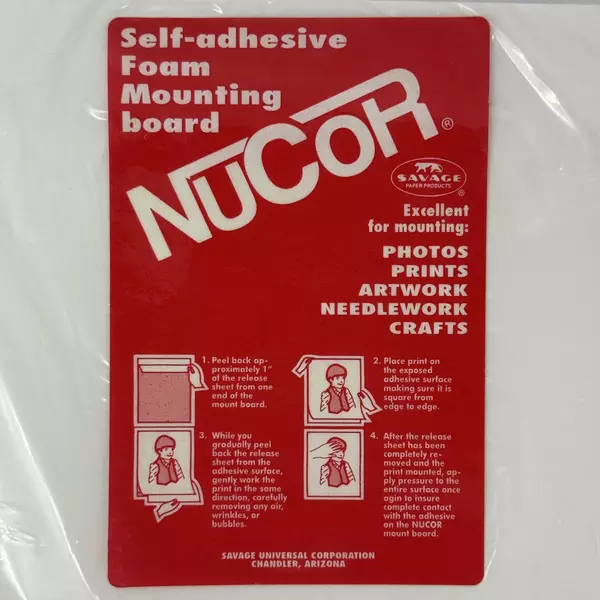 Self-adhesive
Foam
Mounting
board
NUCOR®
SAVAGE
PAPER PRODUCTS
®
Excellent
for mounting:
PHOTOS
PRINTS
ARTWORK
NEEDLEWORK
CRAFTS
1. Peel back ap-
proximately 1"
of the release
sheet from one
end of the
mount board.
2. Place print on
the exposed
adhesive surface
making sure it is
square from
edge to edge.
3. While you
gradually peel
back the release
sheet from the
adhesive surface,
gently work the
print in the same
direction, carefully
removing any air,
wrinkles, or
bubbles.
4. After the release
sheet has been
completely re-
moved and the
print mounted, ap-
ply pressure to the
entire surface once
agin to insure
complete contact
with the adhesive
on the NUCOR
mount board.
SAVAGE UNIVERSAL CORPORATION
CHANDLER, ARIZONA